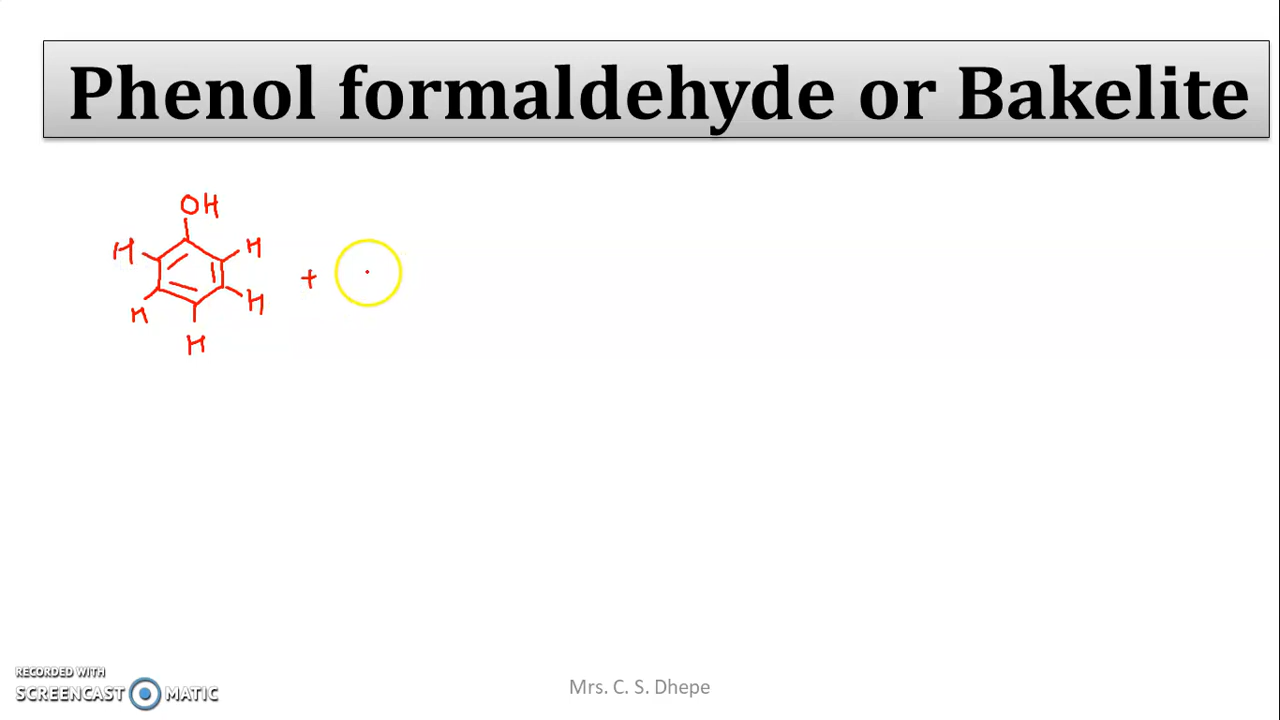 Phenol formaldehyde or Bakelite
OH
H H
+
H H
H
RECORDED WITH
SCREENCAST MATIC
Mrs. C. S. Dhepe